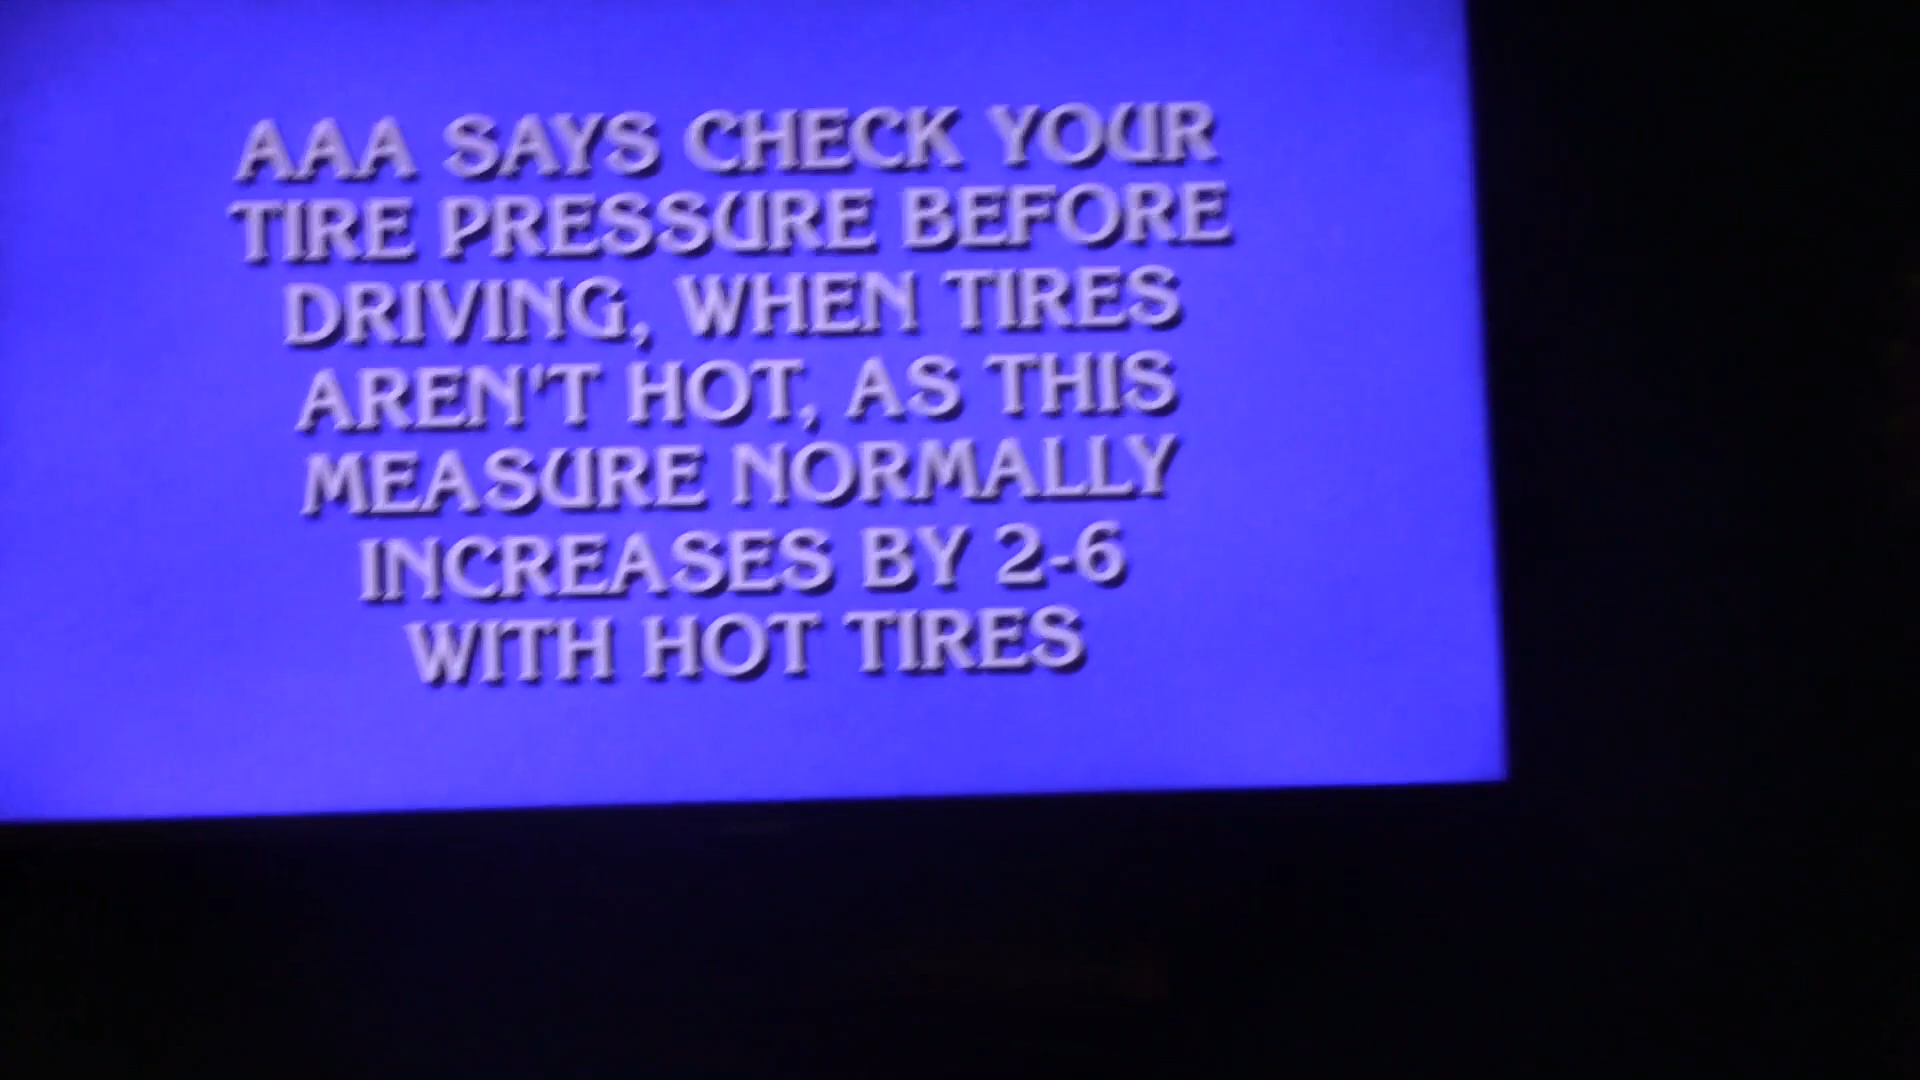 AAA SAYS CHECK YOUR
TIRE PRESSURE BEFORE
DRIVING, WHEN TIRES
AREN'T HOT, AS THIS
MEASURE NORMALLY
INCREASES BY 2-6
WITH HOT TIRES